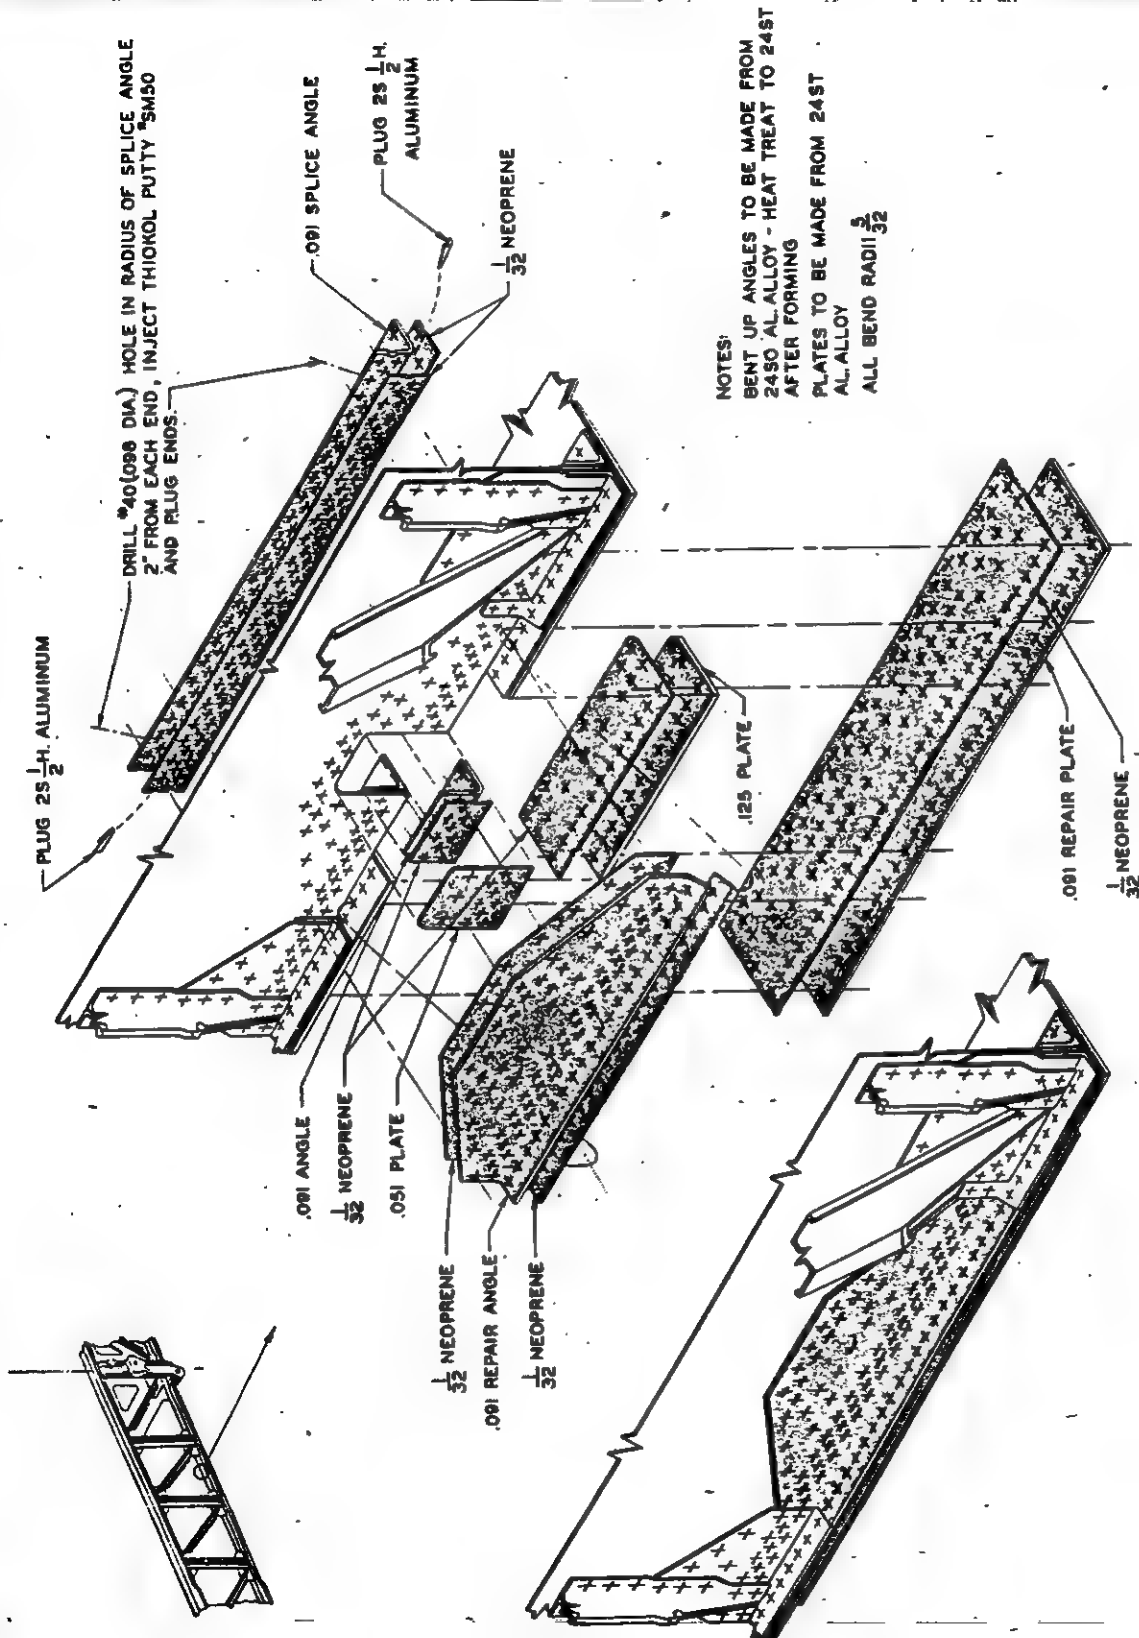 PLUG 2S 1/2 H. ALUMINUM
DRILL #40(.098 DIA.) HOLE IN RADIUS OF SPLICE ANGLE
2" FROM EACH END, INJECT THIOKOL PUTTY #SM50
AND PLUG ENDS.
.091 SPLICE ANGLE
PLUG 2S 1/2 H.
ALUMINUM
1/32 NEOPRENE
.091 ANGLE
1/32 NEOPRENE
.051 PLATE
1/32 NEOPRENE
.091 REPAIR ANGLE
1/32 NEOPRENE
.125 PLATE
.091 REPAIR PLATE
1/32 NEOPRENE
NOTES:
BENT UP ANGLES TO BE MADE FROM
24SO AL. ALLOY - HEAT TREAT TO 24ST
AFTER FORMING
PLATES TO BE MADE FROM 24ST
AL. ALLOY
ALL BEND RADII 5/32